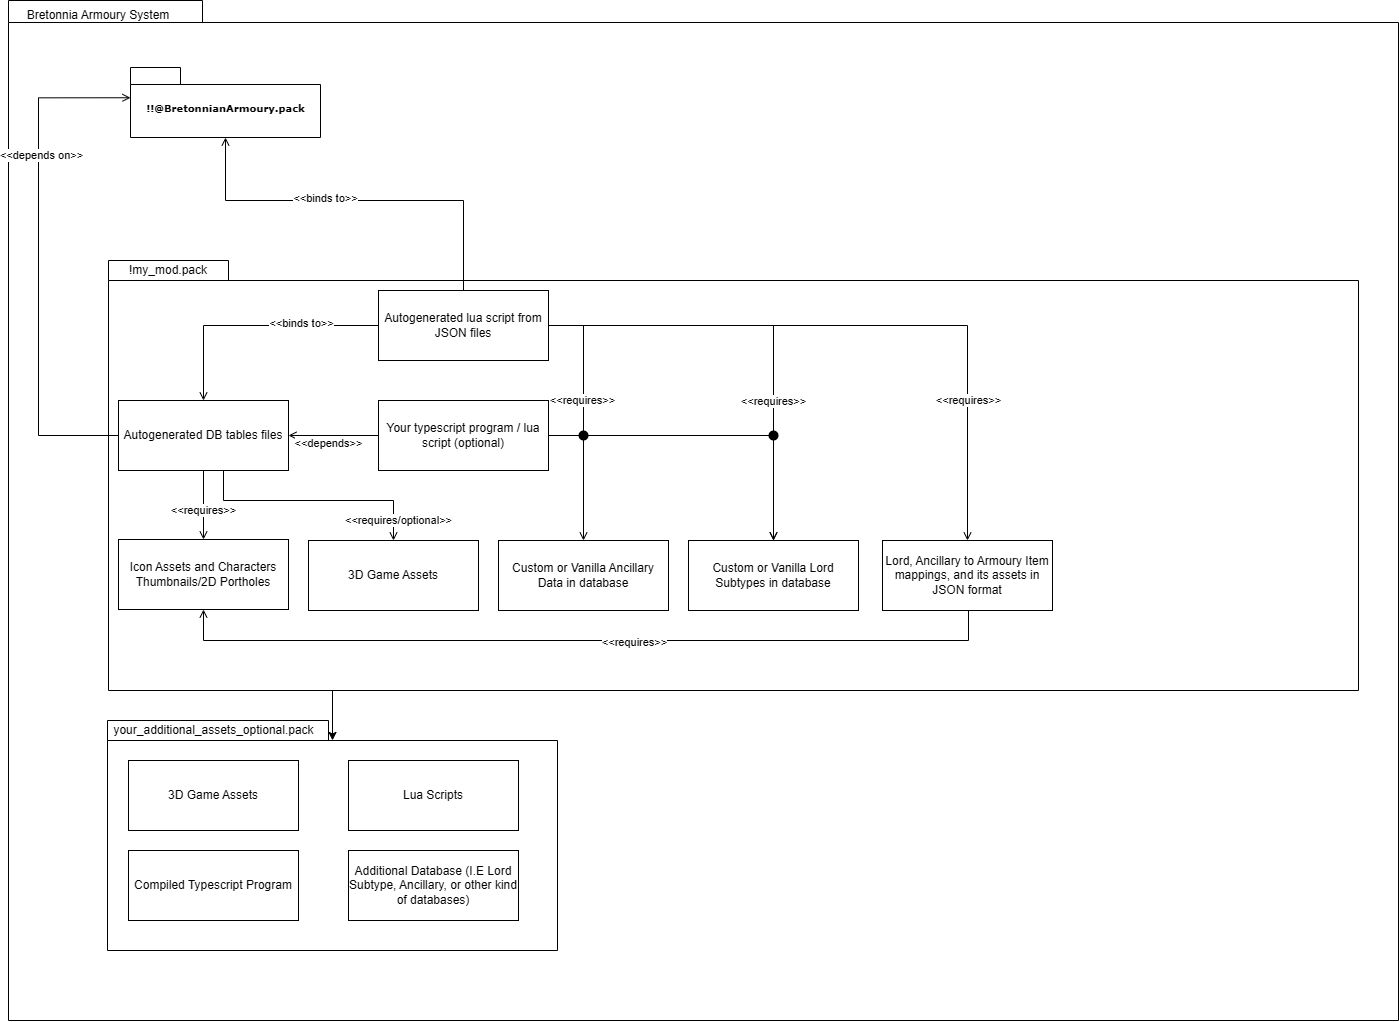 Bretonnia Armoury System
!!@BretonnianArmoury.pack
<<depends on>>
<<binds to>>
!my_mod.pack
Autogenerated lua script from
JSON files
<<binds to>>
<<requires>>
<<requires>>
<<requires>>
Autogenerated DB tables files
<<depends>>
Your typescript program / lua
script (optional)
<<requires>>
<<requires/optional>>
Icon Assets and Characters
Thumbnails/2D Portholes
3D Game Assets
Custom or Vanilla Ancillary
Data in database
Custom or Vanilla Lord
Subtypes in database
Lord, Ancillary to Armoury Item
mappings, and its assets in
JSON format
<<requires>>
your_additional_assets_optional.pack
3D Game Assets
Lua Scripts
Compiled Typescript Program
Additional Database (I.E Lord
Subtype, Ancillary, or other kind
of databases)